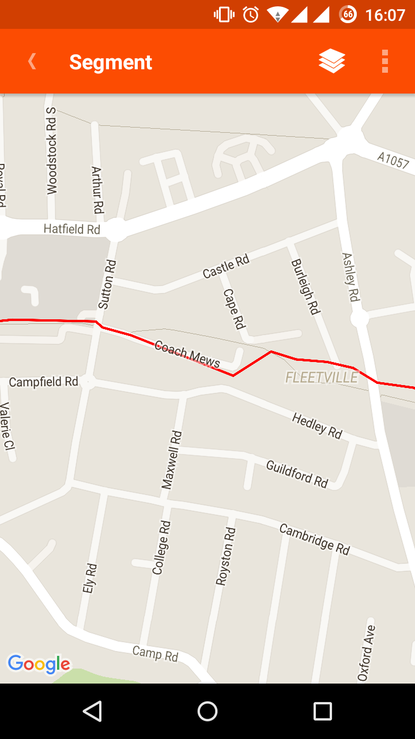 66 16:07
Segment
Woodstock Rd S
Arthur Rd
A1057
Hatfield Rd
Castle Rd
Sutton Rd
Cape Rd
Burleigh Rd
Ashley Rd
Coach Mews
FLEETVILLE
Campfield Rd
Valerie Cl
Hedley Rd
Maxwell Rd
Guildford Rd
Cambridge Rd
College Rd
Royston Rd
Ely Rd
Camp Rd
Oxford Ave
Google